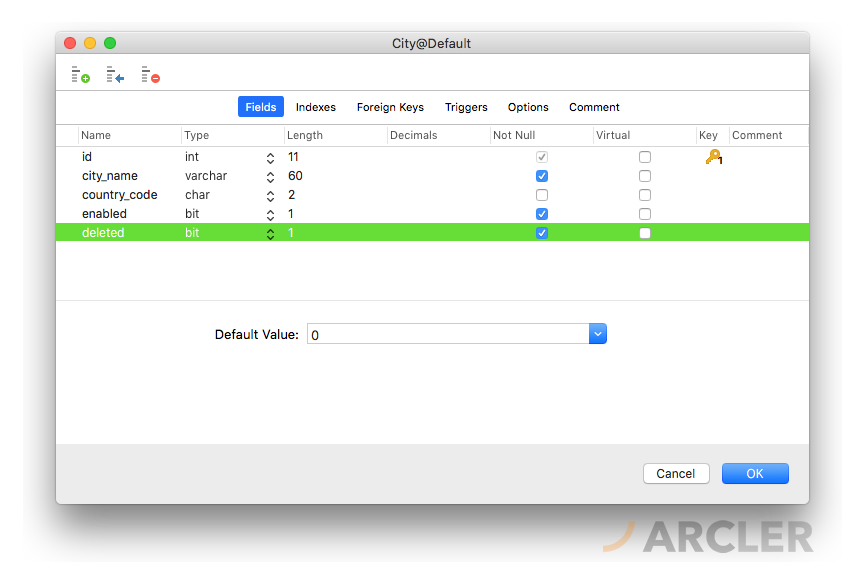 City@Default
Fields Indexes Foreign Keys Triggers Options Comment
Name Type Length Decimals Not Null Virtual Key Comment
id int 11 1
city_name varchar 60
country_code char 2
enabled bit 1
deleted bit 1
Default Value: 0
Cancel OK
ARCLER